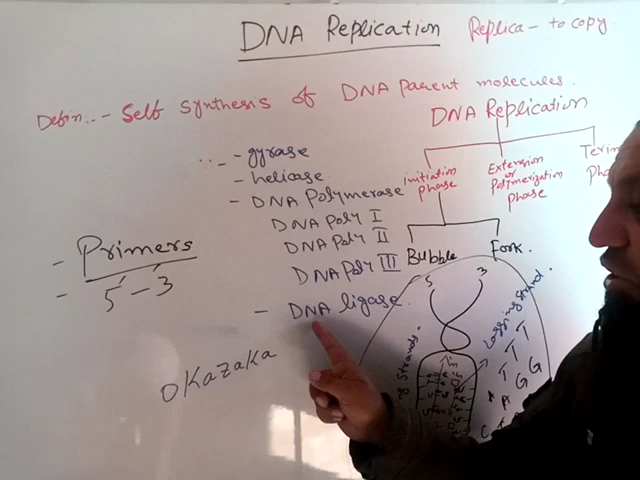 DNA Replication
Replica - to copy
Defin:.- Self synthesis of DNA parent molecules.
DNA Replication
- gyrase
- helicase
- DNA Polymerase
DNA Poly I
DNA Poly II
DNA Poly III
- DNA ligase.
initiation phase
Extension or Polymerization phase
Bubble
Fork.
- Primers
- 5' - 3'
OKazaka
5 3
Lagging Strand.
Strands.
T
T
T
G
G
A
A